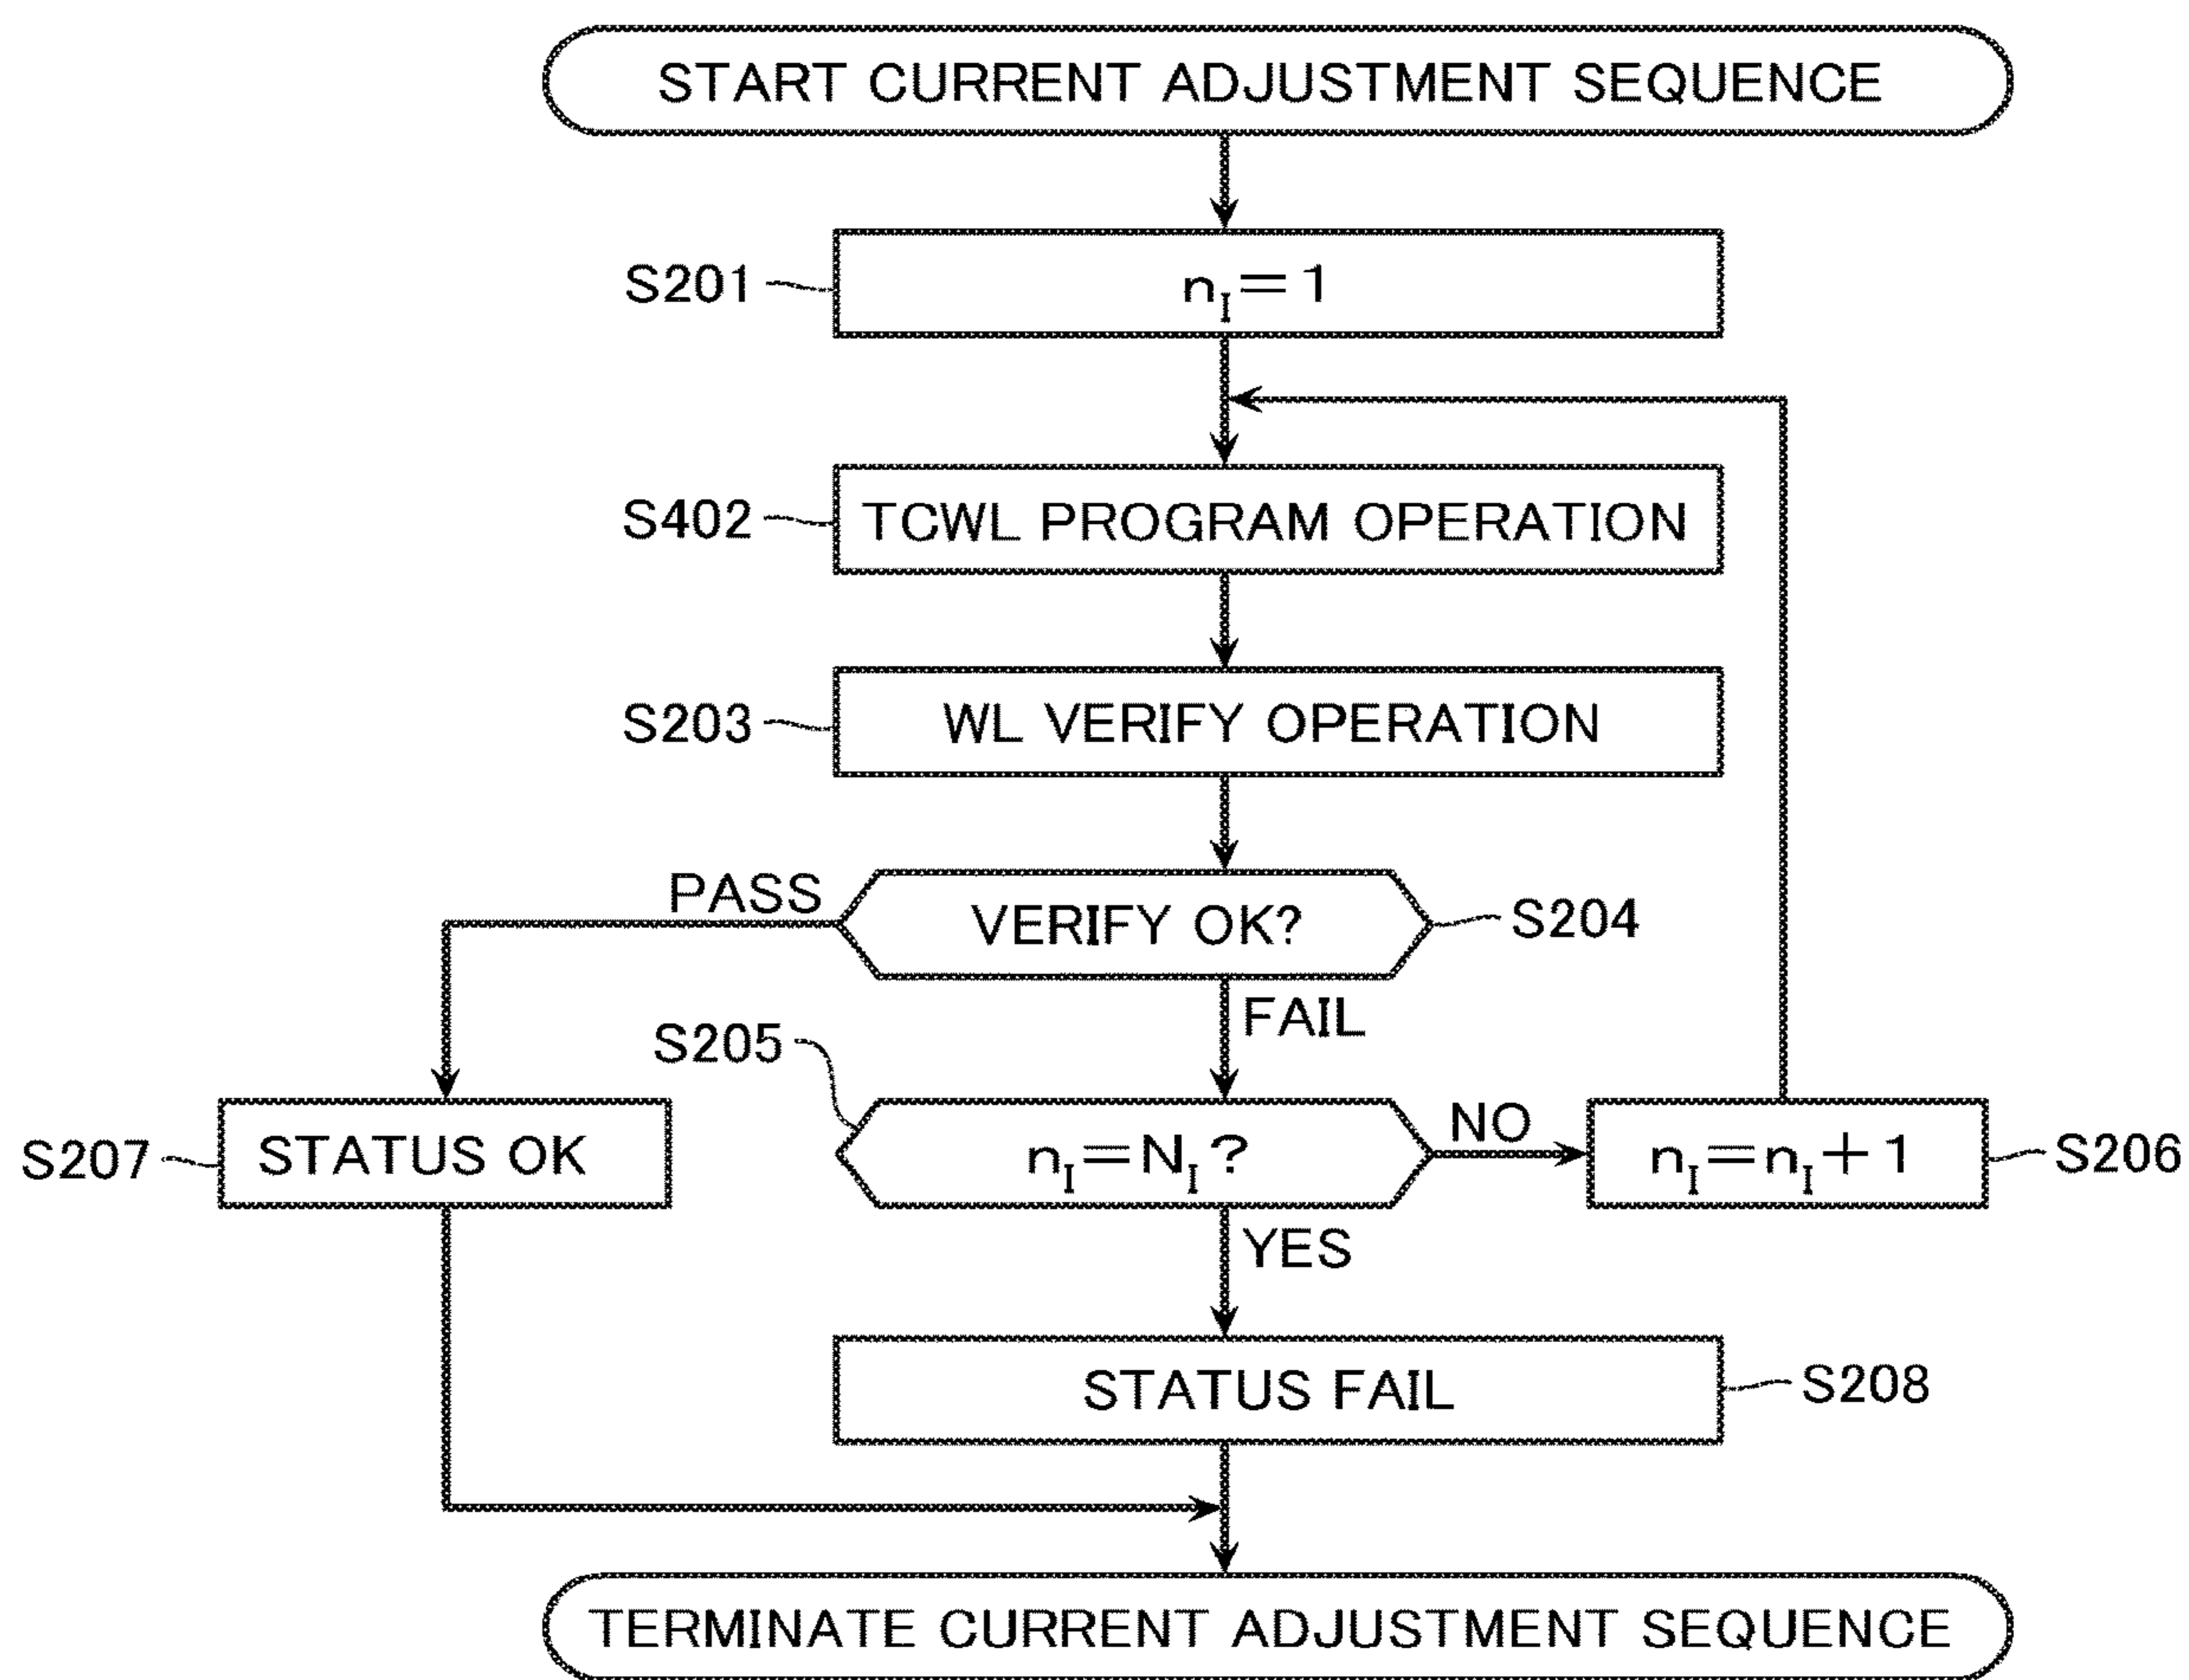 START CURRENT ADJUSTMENT SEQUENCE
S201
n_I=1
S402
TCWL PROGRAM OPERATION
S203
WL VERIFY OPERATION
PASS
VERIFY OK?
S204
FAIL
S205
S207
STATUS OK
n_I=N_I?
NO
n_I=n_I+1
S206
YES
STATUS FAIL
S208
TERMINATE CURRENT ADJUSTMENT SEQUENCE